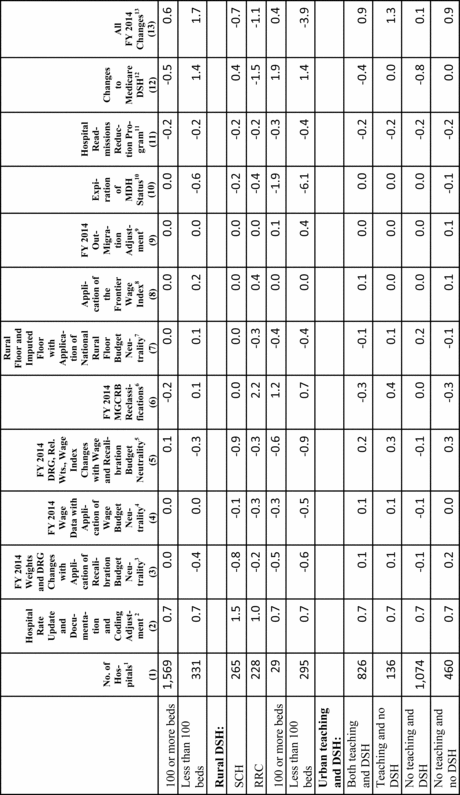 No. of
Hos-
pitals¹
(1)
Hospital
Rate
Update
and
Docu-
menta-
tion
and
Coding
Adjust-
ment²
(2)
FY 2014
Weights
and DRG
Changes
with
Appli-
cation of
Recali-
bration
Budget
Neu-
trality³
(3)
FY 2014
Wage
Data with
Appli-
cation of
Wage
Budget
Neu-
trality⁴
(4)
FY 2014
DRG, Rel.
Wts., Wage
Index
Changes
with Wage
and Recali-
bration
Budget
Neutrality⁵
(5)
FY 2014
MGCRB
Reclassi-
fications⁶
(6)
Rural
Floor and
Imputed
Floor with
Applica-
tion of
National
Rural
Floor
Budget
Neu-
trality⁷
(7)
Appli-
cation of
the
Frontier
Wage
Index⁸
(8)
FY 2014
Out-
Migra-
tion
Adjust-
ment⁹
(9)
Expi-
ration
of
MDH
Status¹⁰
(10)
Hospital
Read-
missions
Reduc-
tion Pro-
gram¹¹
(11)
Changes
to
Medicare
DSH¹²
(12)
All
FY 2014
Changes¹³
(13)
100 or more beds 1,569 0.7 0.0 0.0 0.1 -0.2 0.0 0.0 0.0 0.0 -0.2 -0.5 0.6
Less than 100
beds 331 0.7 -0.4 0.0 -0.3 0.1 0.1 0.2 0.0 -0.6 -0.2 1.4 1.7
Rural DSH:
SCH 265 1.5 -0.8 -0.1 -0.9 0.0 0.0 0.0 0.0 -0.2 -0.2 0.4 -0.7
RRC 228 1.0 -0.2 -0.3 -0.3 2.2 -0.3 0.4 0.0 -0.4 -0.2 -1.5 -1.1
100 or more beds 29 0.7 -0.5 -0.3 -0.6 1.2 -0.4 0.0 0.1 -1.9 -0.3 1.9 0.4
Less than 100
beds 295 0.7 -0.6 -0.5 -0.9 0.7 -0.4 0.0 0.4 -6.1 -0.4 1.4 -3.9
Urban teaching
and DSH:
Both teaching
and DSH 826 0.7 0.1 0.1 0.2 -0.3 -0.1 0.1 0.0 0.0 -0.2 -0.4 0.9
Teaching and no
DSH 136 0.7 0.1 0.1 0.3 0.4 0.1 0.0 0.0 0.0 -0.2 0.0 1.3
No teaching and
DSH 1,074 0.7 -0.1 -0.1 -0.1 0.0 0.2 0.0 0.0 0.0 -0.2 -0.8 0.1
No teaching and
no DSH 460 0.7 0.2 0.0 0.3 -0.3 -0.1 0.1 0.1 -0.1 -0.2 0.0 0.9